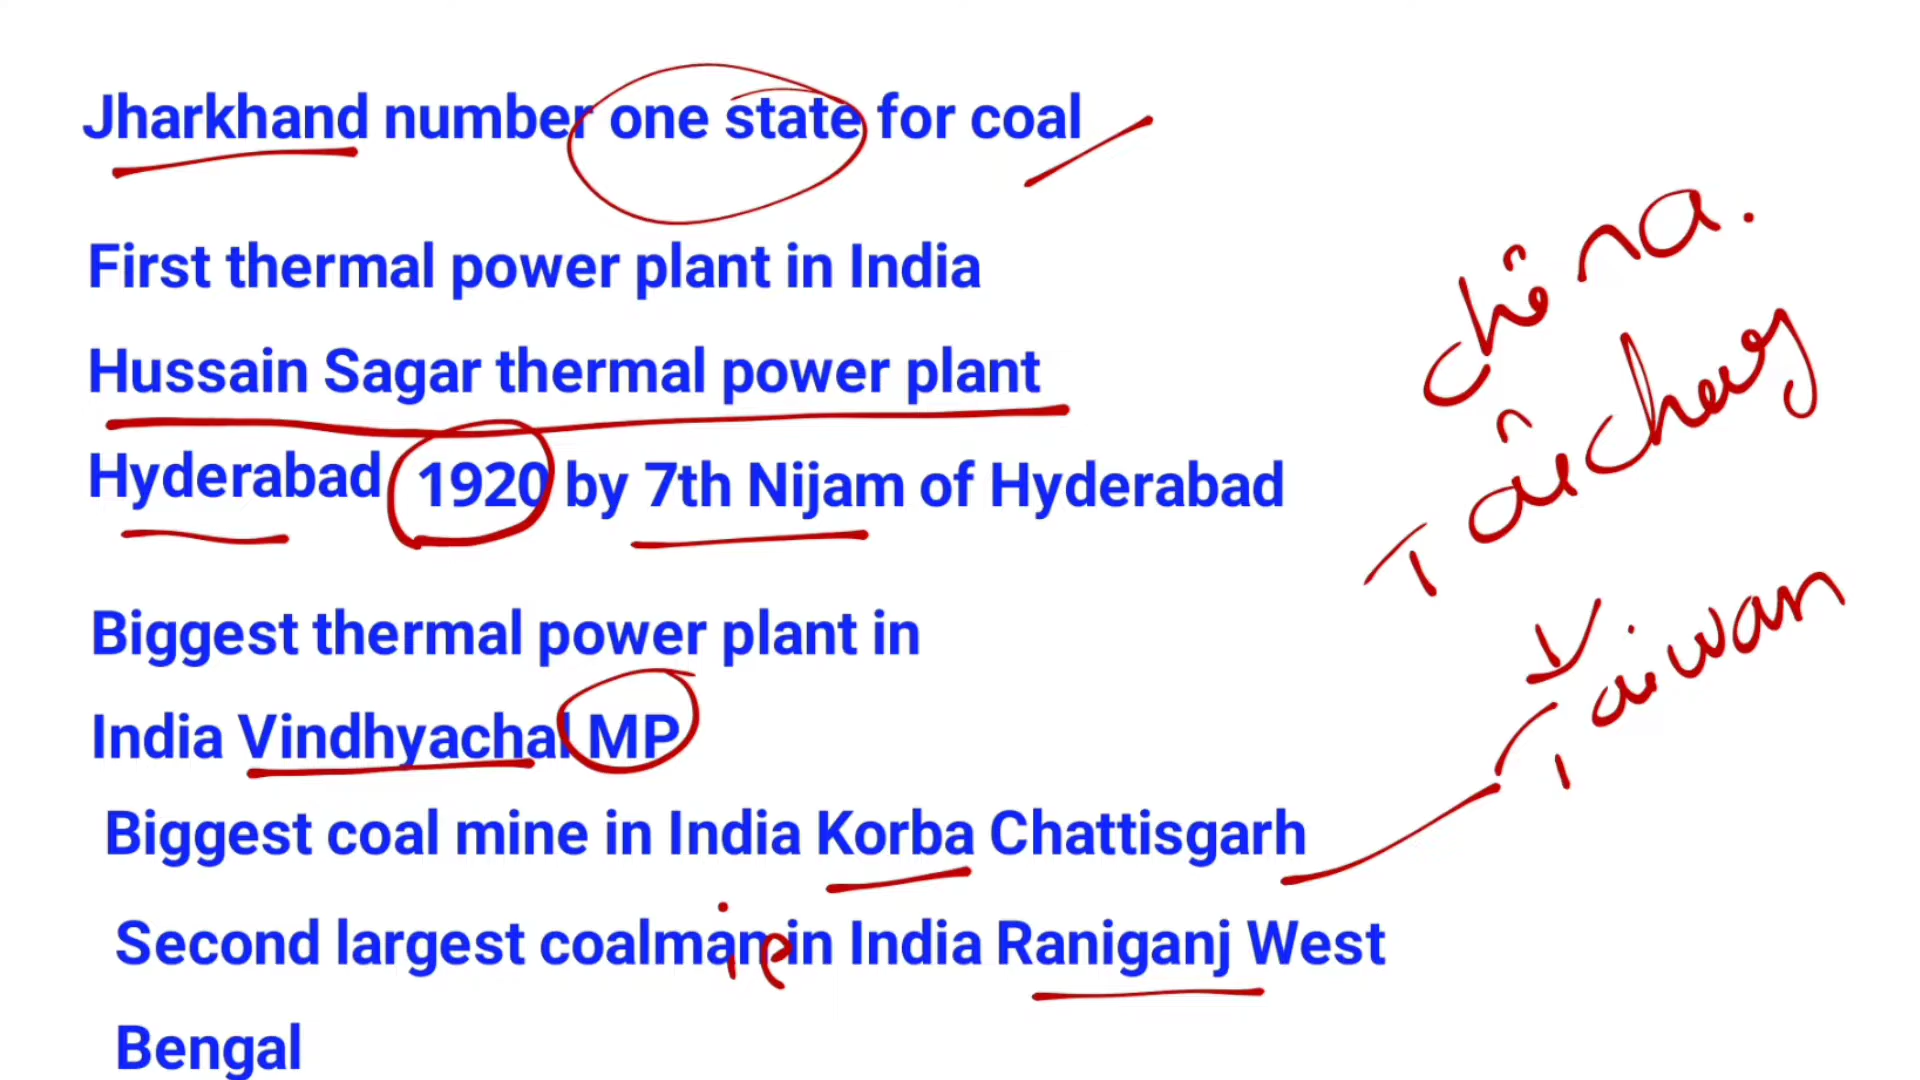 Jharkhand number one state for coal
First thermal power plant in India
Hussain Sagar thermal power plant
Hyderabad 1920 by 7th Nijam of Hyderabad
Biggest thermal power plant in
India Vindhyachal MP
Biggest coal mine in India Korba Chattisgarh
Second largest coalman in India Raniganj West
Bengal
China.
Taichung
Taiwan